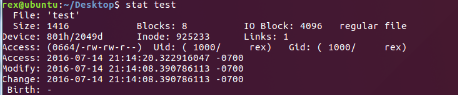 rex@ubuntu:~/Desktop$ stat test
  File: 'test'
  Size: 1416            Blocks: 8          IO Block: 4096   regular file
Device: 801h/2049d      Inode: 925233      Links: 1
Access: (0664/-rw-rw-r--)  Uid: ( 1000/     rex)   Gid: ( 1000/     rex)
Access: 2016-07-14 21:14:20.322916047 -0700
Modify: 2016-07-14 21:14:08.390786113 -0700
Change: 2016-07-14 21:14:08.390786113 -0700
 Birth: -